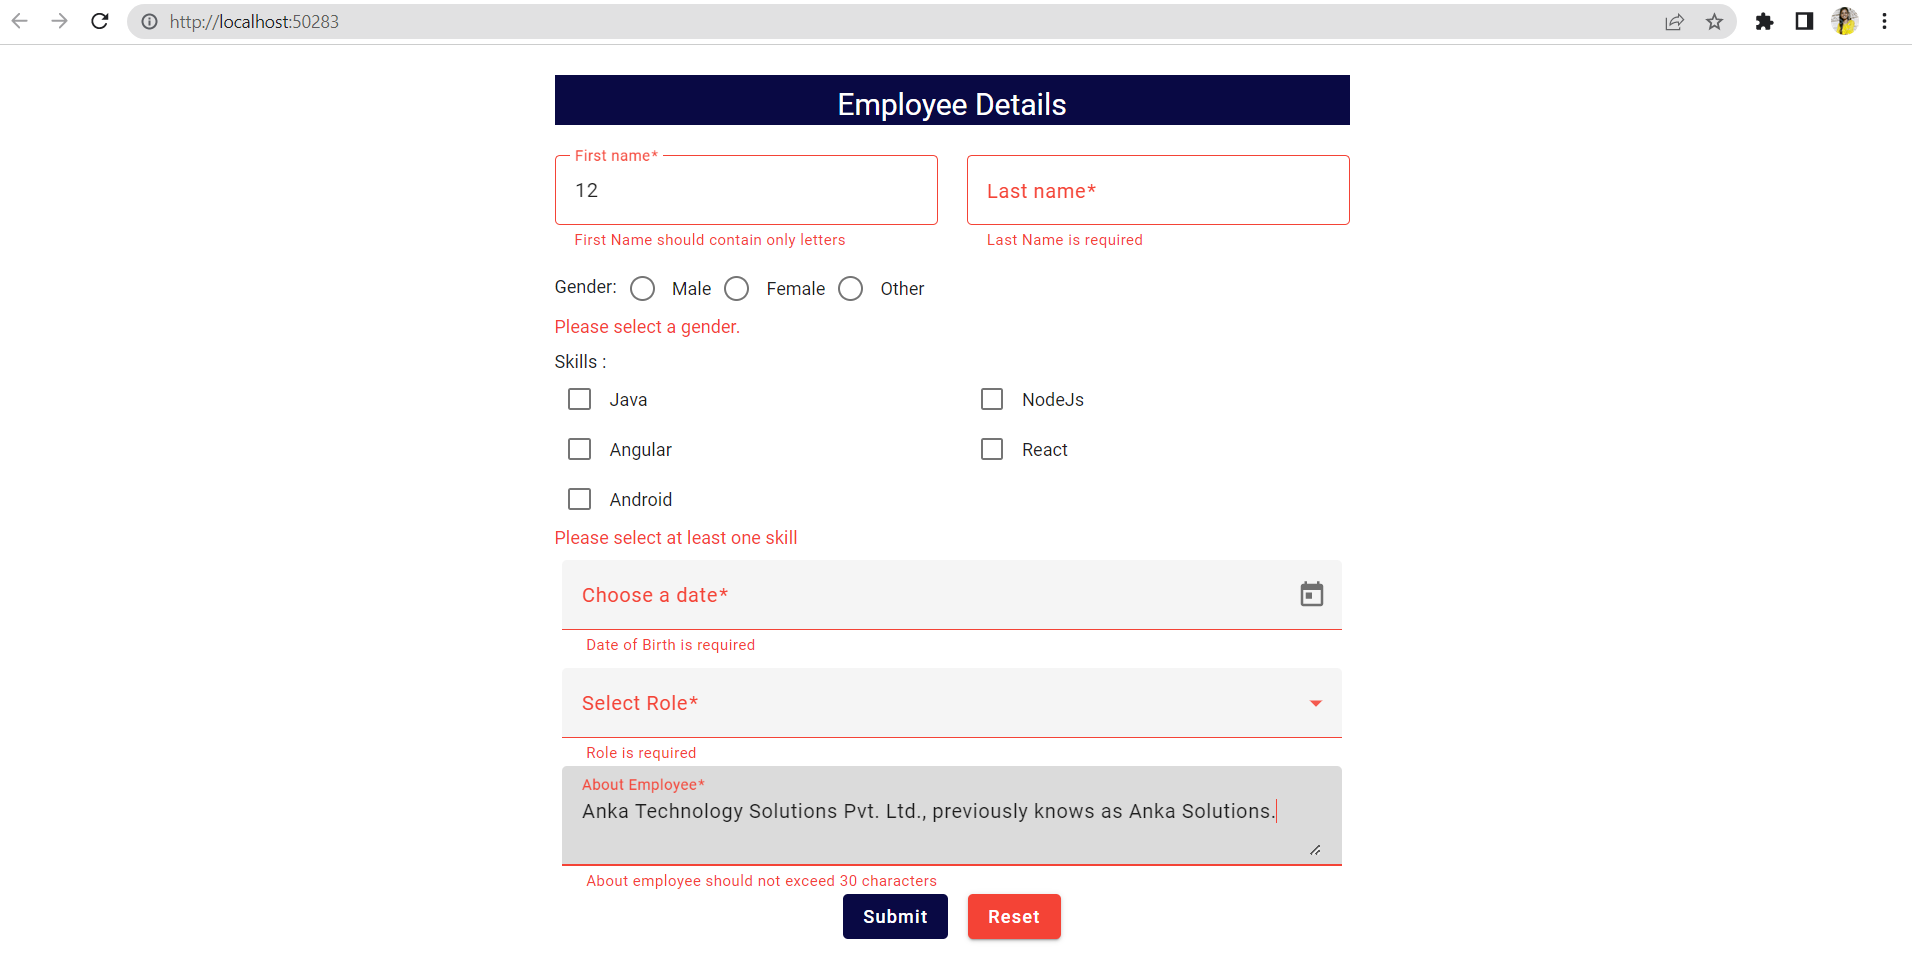 http://localhost:50283
Employee Details
First name*
12
Last name*
First Name should contain only letters
Last Name is required
Gender: Male Female Other
Please select a gender.
Skills :
Java NodeJs
Angular React
Android
Please select at least one skill
Choose a date*
Date of Birth is required
Select Role*
Role is required
About Employee*
Anka Technology Solutions Pvt. Ltd., previously knows as Anka Solutions.
About employee should not exceed 30 characters
Submit Reset